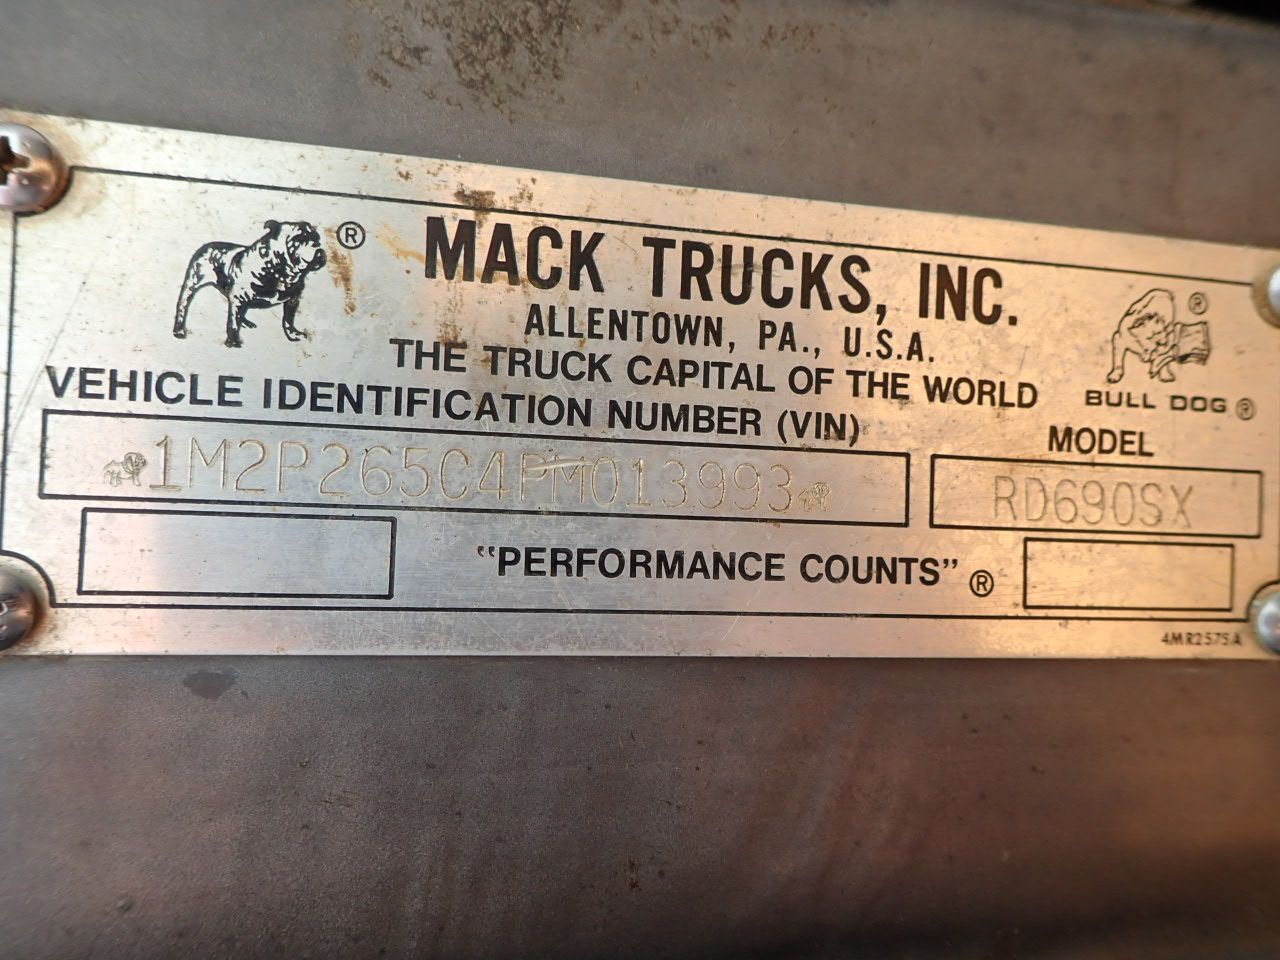 ®
MACK TRUCKS, INC.
ALLENTOWN, PA., U.S.A.
THE TRUCK CAPITAL OF THE WORLD
®
BULL DOG ®
VEHICLE IDENTIFICATION NUMBER (VIN)
MODEL
1M2P265C4PM013993
RD690SX
"PERFORMANCE COUNTS" ®
4MR2575A